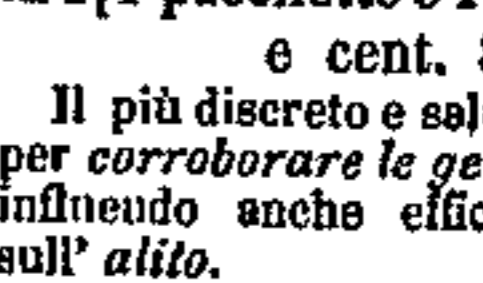 e cent.
Il più discreto e sal
per corroborare le ge
influendo anche effic
sull' alito.